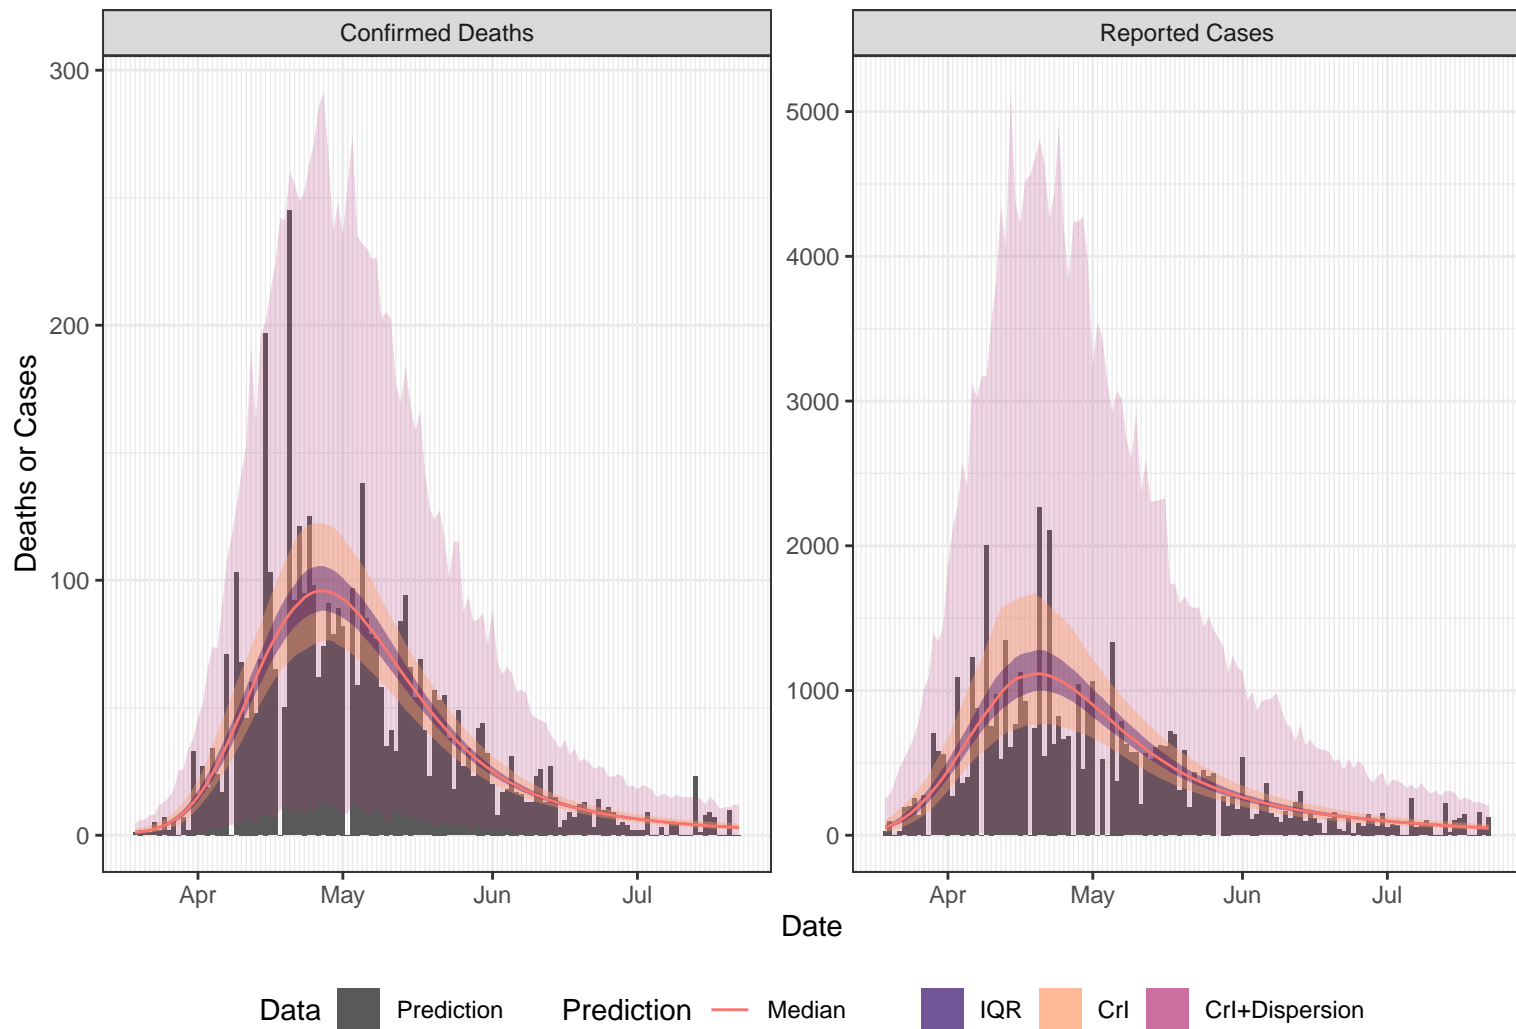 Confirmed Deaths
Reported Cases
Deaths or Cases
300
200
100
0
5000
4000
3000
2000
1000
0
Apr May Jun Jul
Apr May Jun Jul
Date
Data Prediction Prediction Median IQR CrI CrI+Dispersion